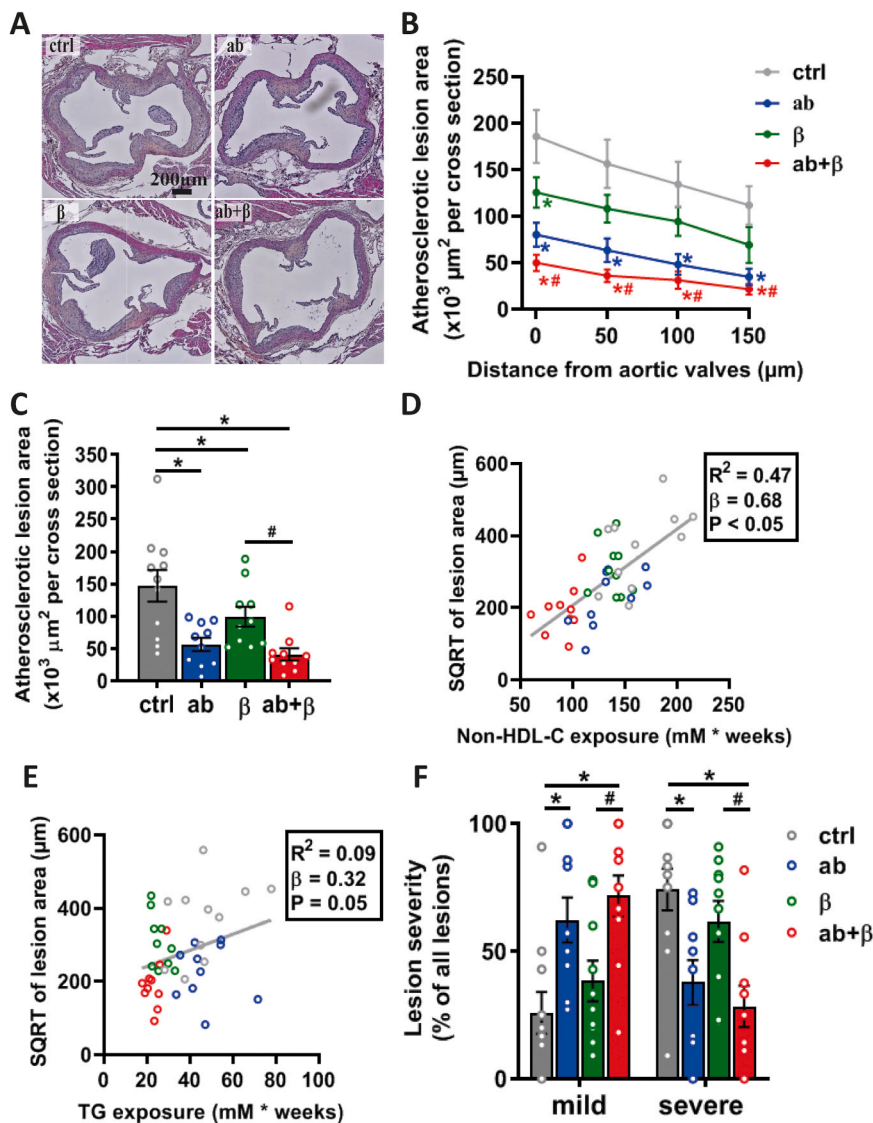 A
ctrl
ab
200μm
β
ab+β
B
Atherosclerotic lesion area
(x10³ μm² per cross section)
250
200
150
100
50
0
0 50 100 150
Distance from aortic valves (μm)
ctrl
ab
β
ab+β
*
* * * *
*# *# *# *#
C
Atherosclerotic lesion area
(x10³ μm² per cross section)
350
300
250
200
150
100
50
0
*
*
*
#
ctrl ab β ab+β
D
SQRT of lesion area (μm)
600
400
200
0
50 100 150 200 250
Non-HDL-C exposure (mM * weeks)
R² = 0.47
β = 0.68
P < 0.05
E
SQRT of lesion area (μm)
600
400
200
0
0 20 40 60 80 100
TG exposure (mM * weeks)
R² = 0.09
β = 0.32
P = 0.05
F
Lesion severity
(% of all lesions)
100
50
0
* *
* # * #
mild severe
ctrl
ab
β
ab+β